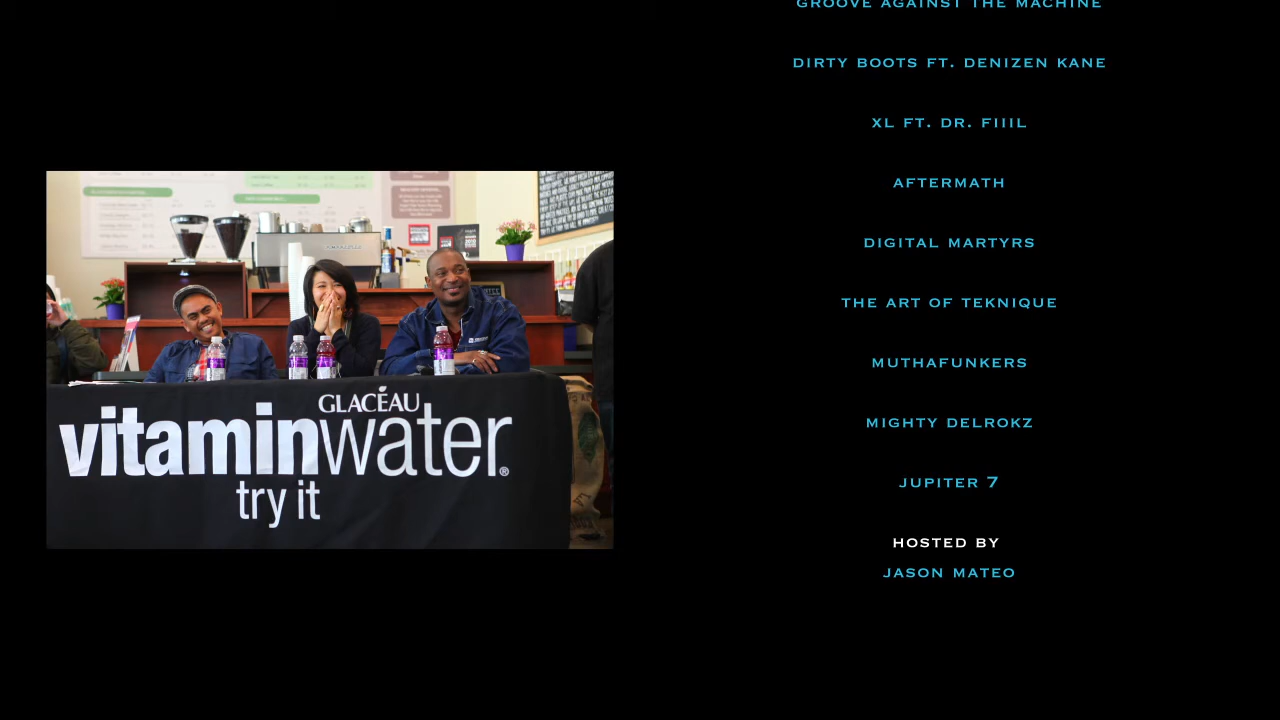 GROOVE AGAINST THE MACHINE
DIRTY BOOTS FT. DENIZEN KANE
XL FT. DR. FIIIL
AFTERMATH
DIGITAL MARTYRS
THE ART OF TEKNIQUE
MUTHAFUNKERS
MIGHTY DELROKZ
JUPITER 7
HOSTED BY
JASON MATEO
GLACÉAU
vitaminwater®
try it